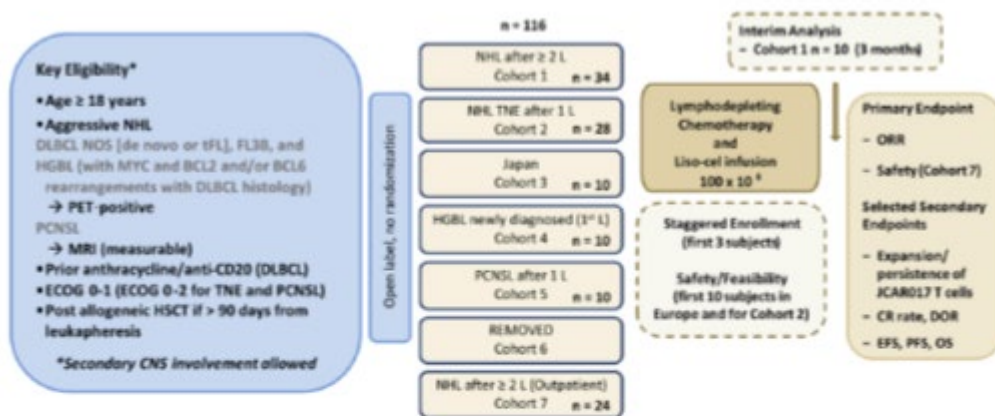 n = 116
Key Eligibility*
•Age ≥ 18 years
•Aggressive NHL
DLBCL NOS [de novo or tFL], FL3B, and
HGBL (with MYC and BCL2 and/or BCL6
rearrangements with DLBCL histology)
→ PET-positive
PCNSL
→ MRI (measurable)
•Prior anthracycline/anti-CD20 (DLBCL)
•ECOG 0-1 (ECOG 0-2 for TNE and PCNSL)
•Post allogeneic HSCT if > 90 days from
leukapheresis
*Secondary CNS involvement allowed
Open label, no randomization
NHL after ≥ 2 L
Cohort 1 n = 34
NHL TNE after 1 L
Cohort 2 n = 28
Japan
Cohort 3 n = 10
HGBL newly diagnosed (1st L)
Cohort 4 n = 10
PCNSL after 1 L
Cohort 5 n = 10
REMOVED
Cohort 6
NHL after ≥ 2 L (Outpatient)
Cohort 7 n = 24
Interim Analysis
– Cohort 1 n = 10 (3 months)
Lymphodepleting
Chemotherapy
and
Liso-cel infusion
100 x 10
Staggered Enrollment
(first 3 subjects)
Safety/Feasibility
(first 10 subjects in
Europe and for Cohort 2)
Primary Endpoint
– ORR
– Safety (Cohort 7)
Selected Secondary
Endpoints
– Expansion/
persistence of
JCAR017 T cells
– CR rate, DOR
– EFS, PFS, OS